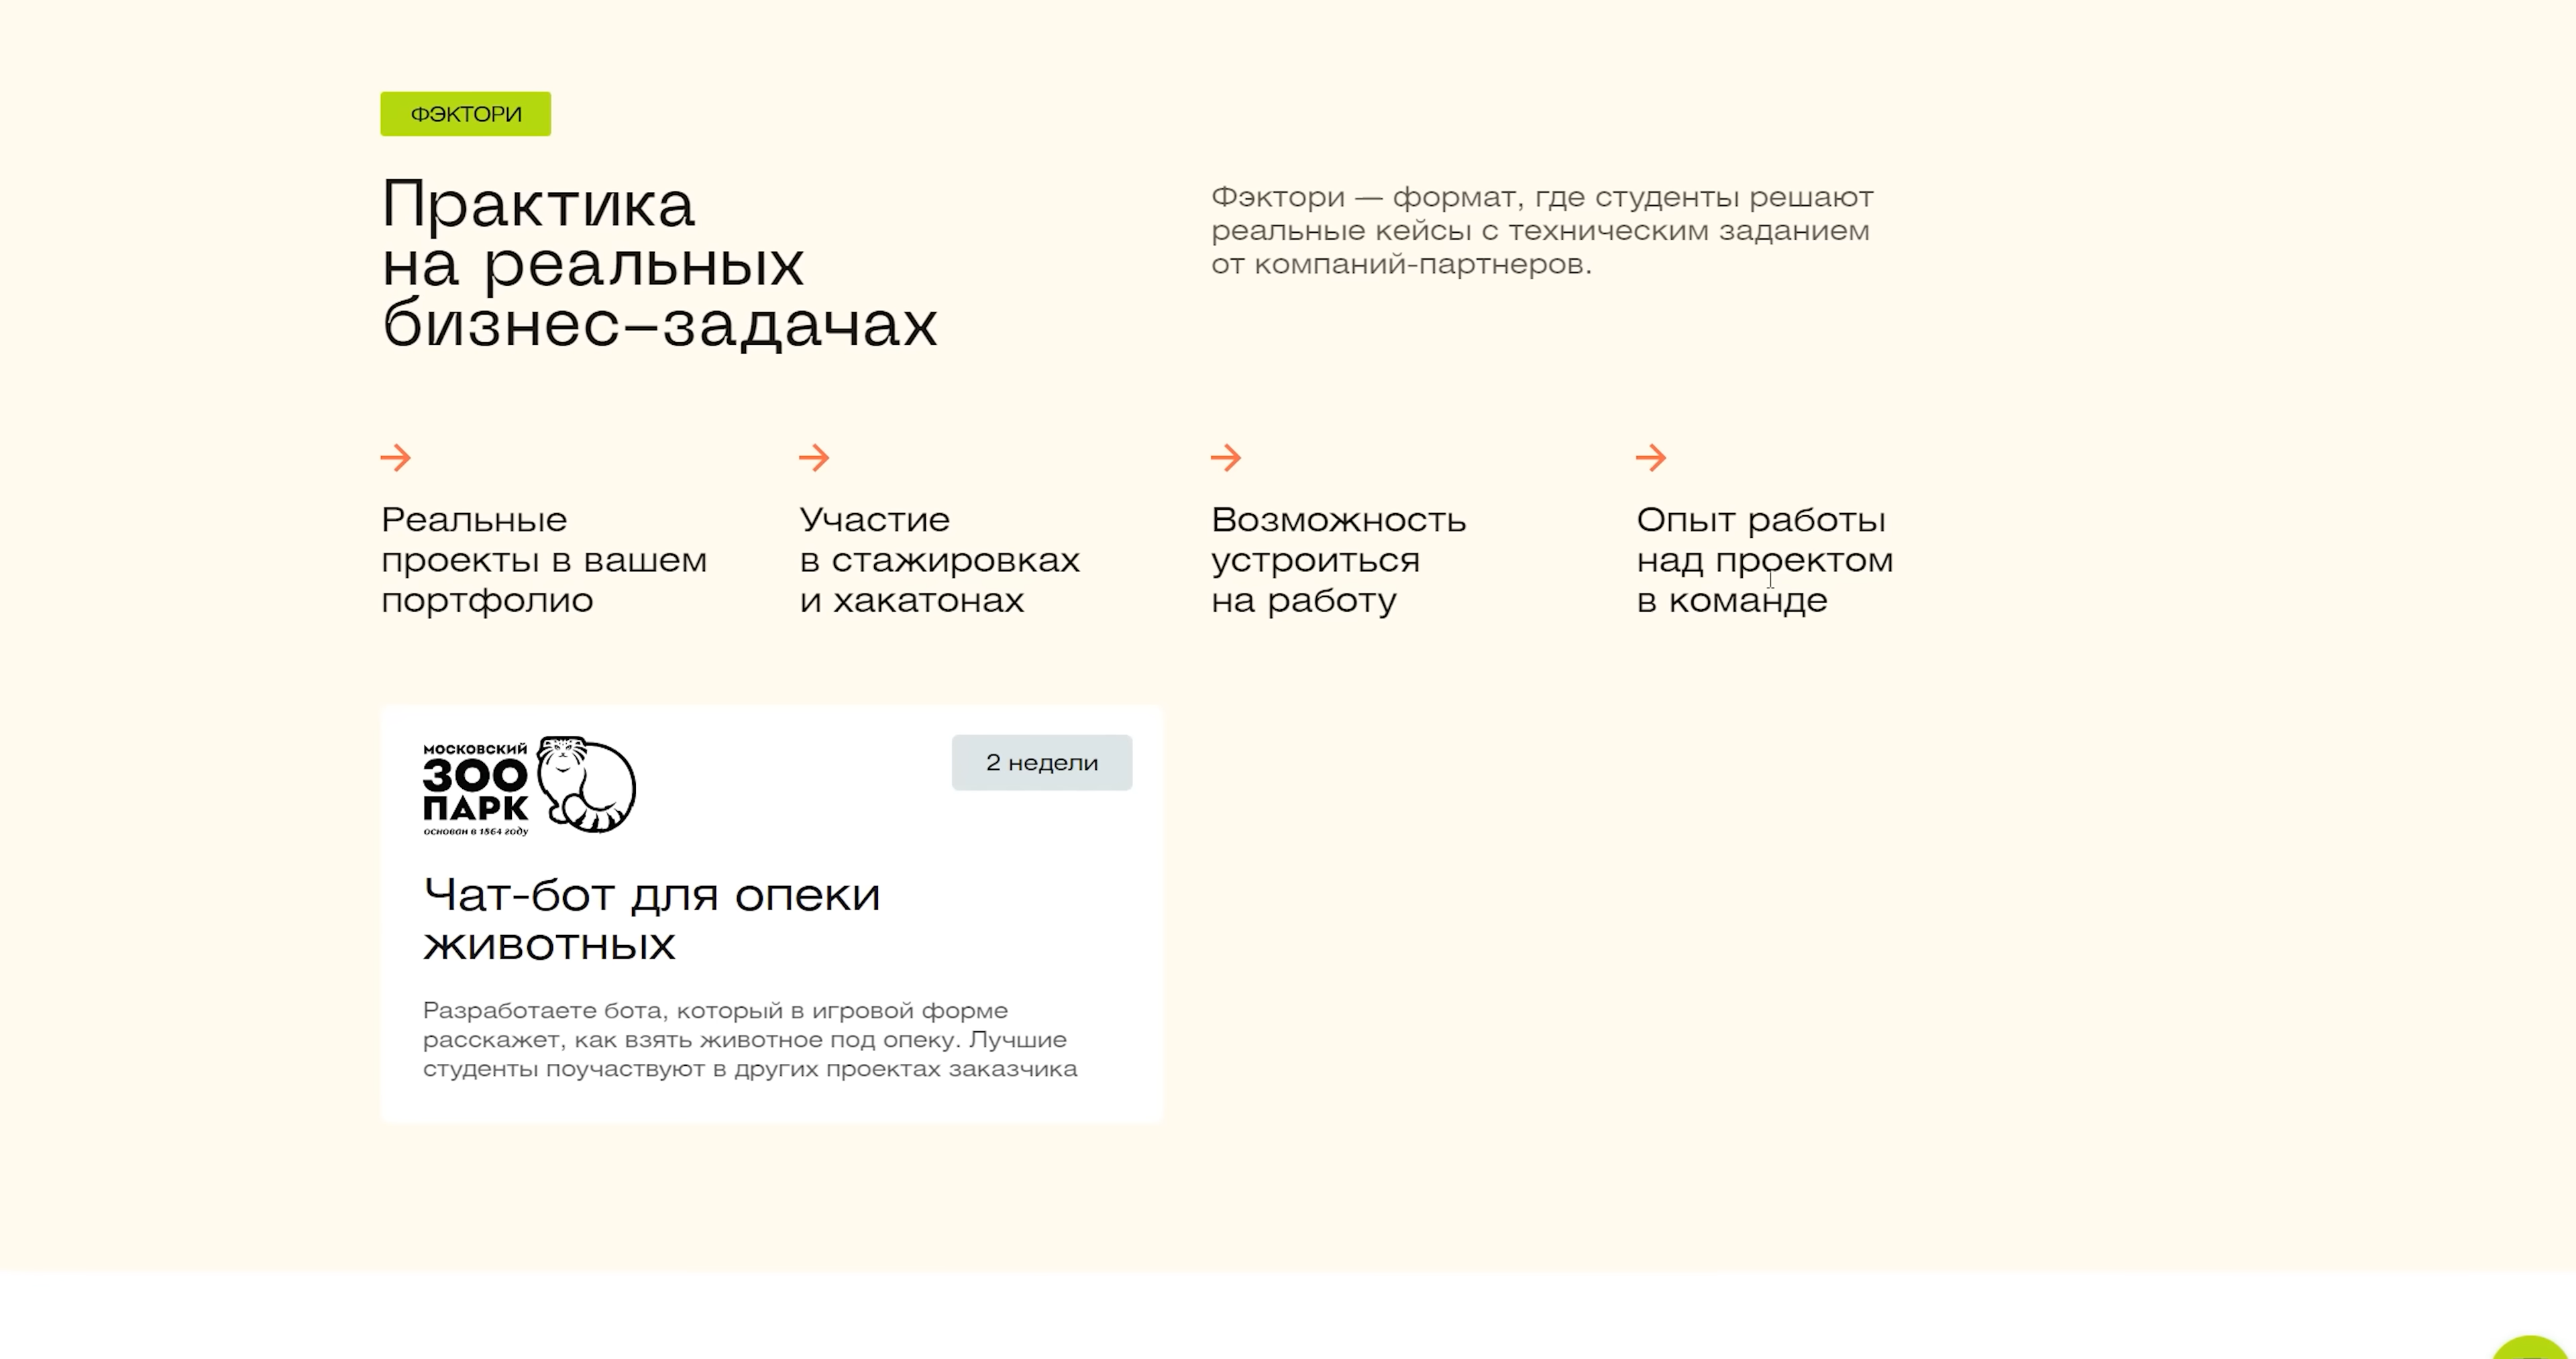 ФЭКТОРИ
Практика
на реальных
бизнес-задачах
Фэктори — формат, где студенты решают
реальные кейсы с техническим заданием
от компаний-партнеров.
Реальные
проекты в вашем
портфолио
Участие
в стажировках
и хакатонах
Возможность
устроиться
на работу
Опыт работы
над проектом
в команде
МОСКОВСКИЙ
ЗОО
ПАРК
основан в 1864 году
2 недели
Чат-бот для опеки
животных
Разработаете бота, который в игровой форме
расскажет, как взять животное под опеку. Лучшие
студенты поучаствуют в других проектах заказчика